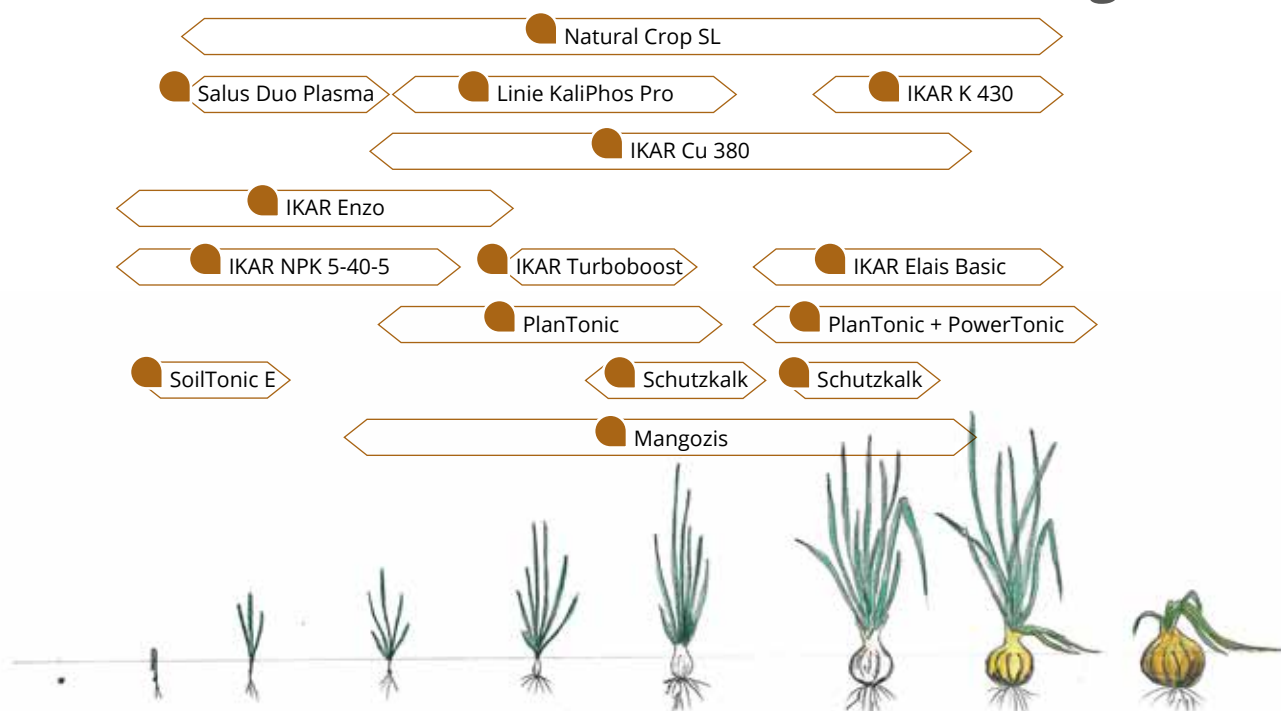 Natural Crop SL
Salus Duo Plasma
Linie KaliPhos Pro
IKAR K 430
IKAR Cu 380
IKAR Enzo
IKAR NPK 5-40-5
IKAR Turboboost
IKAR Elais Basic
PlanTonic
PlanTonic + PowerTonic
SoilTonic E
Schutzkalk
Schutzkalk
Mangozis